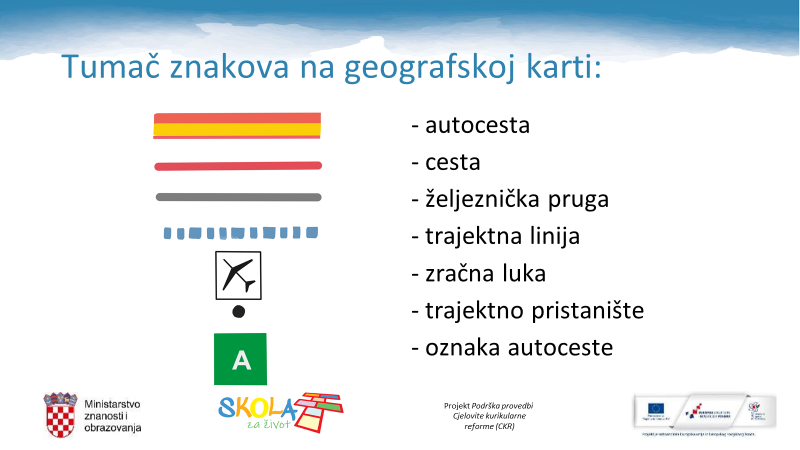 Tumač znakova na geografskoj karti:
- autocesta
- cesta
- željeznička pruga
- trajektna linija
- zračna luka
- trajektno pristanište
- oznaka autoceste
A
Ministarstvo
znanosti i
obrazovanja
ŠKOLA
za život
Projekt Podrška provedbi
Cjelovite kurikularne
reforme (CKR)